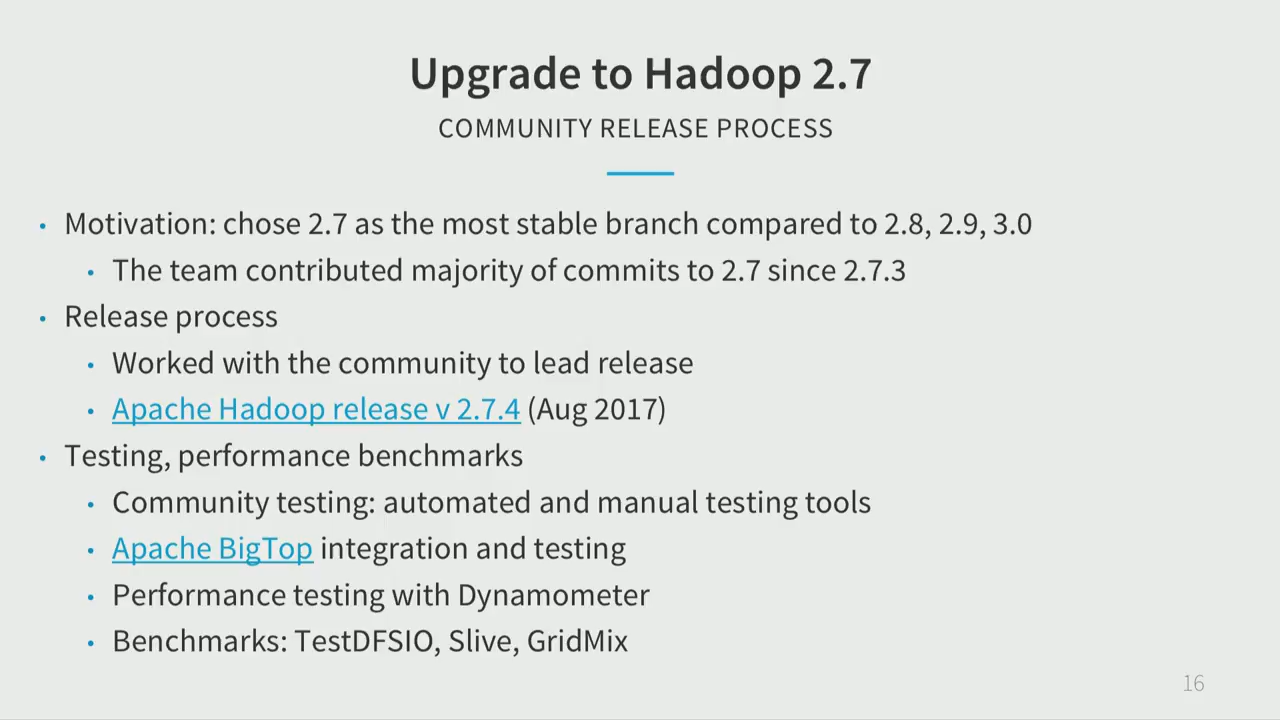 Upgrade to Hadoop 2.7
COMMUNITY RELEASE PROCESS
• Motivation: chose 2.7 as the most stable branch compared to 2.8, 2.9, 3.0
• The team contributed majority of commits to 2.7 since 2.7.3
• Release process
• Worked with the community to lead release
• Apache Hadoop release v 2.7.4 (Aug 2017)
• Testing, performance benchmarks
• Community testing: automated and manual testing tools
• Apache BigTop integration and testing
• Performance testing with Dynamometer
• Benchmarks: TestDFSIO, Slive, GridMix
16